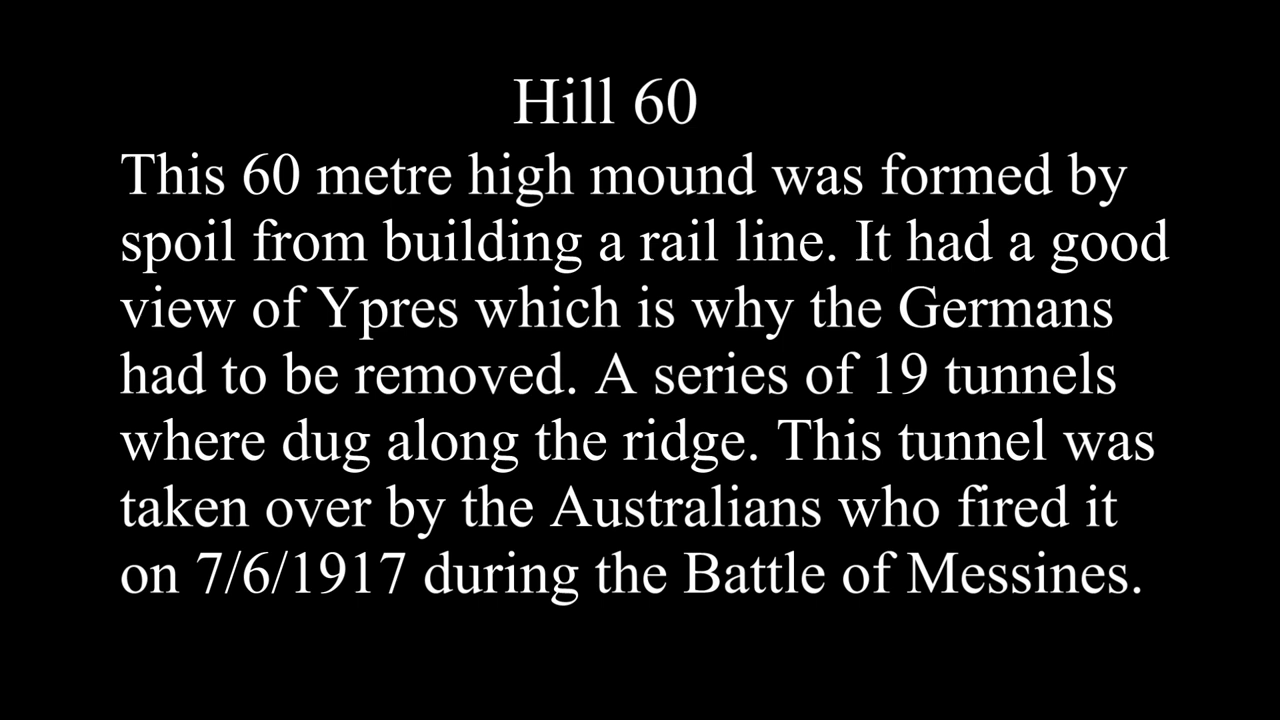 Hill 60
This 60 metre high mound was formed by
spoil from building a rail line. It had a good
view of Ypres which is why the Germans
had to be removed. A series of 19 tunnels
where dug along the ridge. This tunnel was
taken over by the Australians who fired it
on 7/6/1917 during the Battle of Messines.